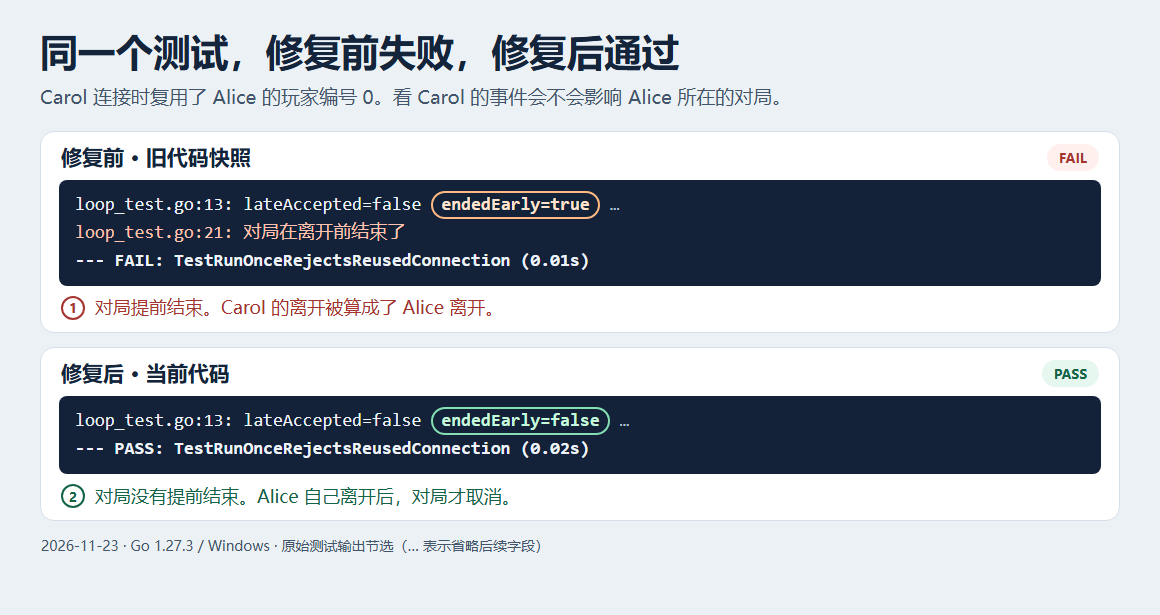 同一个测试，修复前失败，修复后通过
Carol 连接时复用了 Alice 的玩家编号 0。看 Carol 的事件会不会影响 Alice 所在的对局。
修复前 • 旧代码快照
FAIL
loop_test.go:13: lateAccepted=false endedEarly=true …
loop_test.go:21: 对局在离开前结束了
--- FAIL: TestRunOnceRejectsReusedConnection (0.01s)
1 对局提前结束。Carol 的离开被算成了 Alice 离开。
修复后 • 当前代码
PASS
loop_test.go:13: lateAccepted=false endedEarly=false …
--- PASS: TestRunOnceRejectsReusedConnection (0.02s)
2 对局没有提前结束。Alice 自己离开后，对局才取消。
2026-11-23 · Go 1.27.3 / Windows · 原始测试输出节选（… 表示省略后续字段）